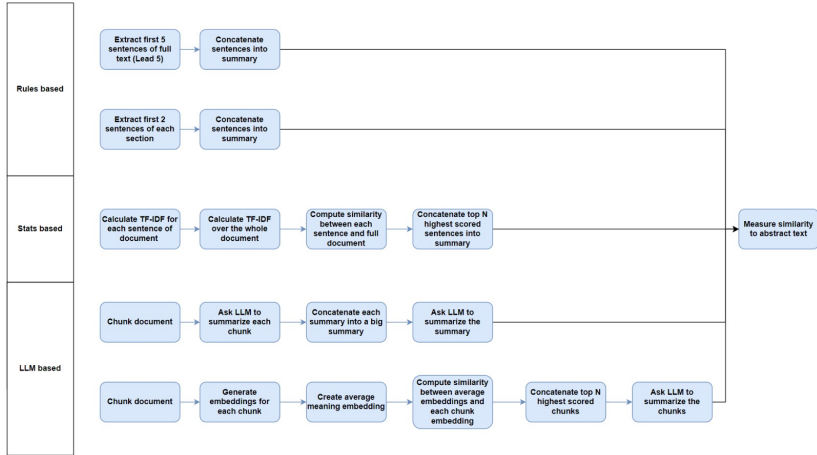 Rules based
Extract first 5
sentences of full
text (Lead 5)
Concatenate
sentences into
summary
Extract first 2
sentences of each
section
Concatenate
sentences into
summary
Stats based
Calculate TF-IDF for
each sentence of
document
Calculate TF-IDF
over the whole
document
Compute similarity
between each
sentence and full
document
Concatenate top N
highest scored
sentences into
summary
Measure similarity
to abstract text
LLM based
Chunk document
Ask LLM to
summarize each
chunk
Concatenate each
summary into a big
summary
Ask LLM to
summarize the
summary
Chunk document
Generate
embeddings for
each chunk
Create average
meaning embedding
Compute similarity
between average
embeddings and
each chunk
embedding
Concatenate top N
highest scored
chunks
Ask LLM to
summarize the
chunks